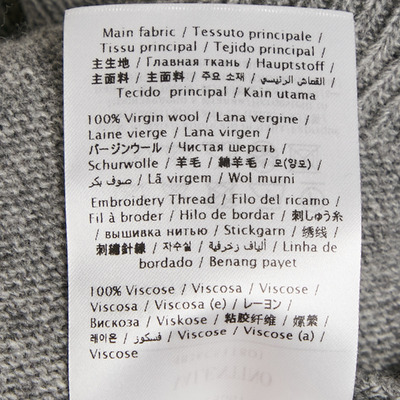 Main fabric / Tessuto principale /
Tissu principal / Tejido principal /
主生地 / Главная ткань / Hauptstoff /
主面料 / 主面料 / 주요 소재 / القماش الرئيسي /
Tecido principal / Kain utama
100% Virgin wool / Lana vergine /
Laine vierge / Lana virgen /
バージンウール / Чистая шерсть /
Schurwolle / 羊毛 / 綿羊毛 / 모(양모) /
صوف بكر / Lã virgem / Wol murni
Embroidery Thread / Filo del ricamo /
Fil à broder / Hilo de bordar / 刺しゅう糸
/ вышивка нитью / Stickgarn / 绣线 /
刺繡針線 / 자수실 / ألياف زخرفية / Linha de
bordado / Benang payet
100% Viscose / Viscosa / Viscose /
Viscosa / Viscosa (e) / レーヨン /
Вискоза / Viskose / 粘胶纤维 / 嫘縈 /
레이온 / فسكوز / Viscose / Viscose (a) /
Viscose